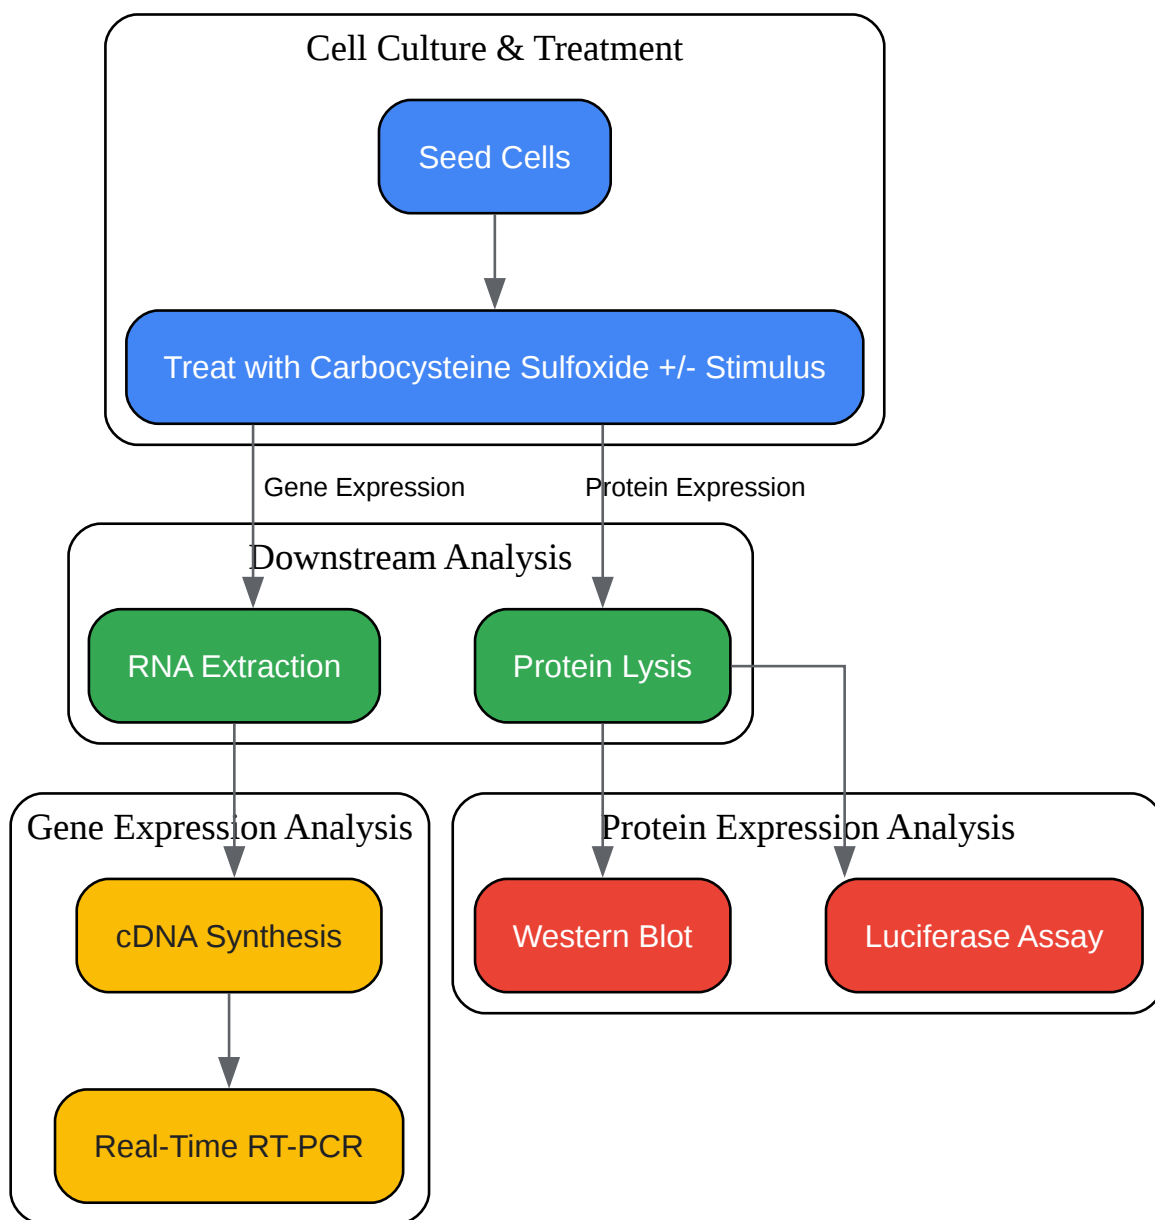 Cell Culture & Treatment
Seed Cells
Treat with Carbocysteine Sulfoxide +/- Stimulus
Gene Expression
Protein Expression
Downstream Analysis
RNA Extraction
Protein Lysis
Gene Expression Analysis
Protein Expression Analysis
cDNA Synthesis
Western Blot
Luciferase Assay
Real-Time RT-PCR